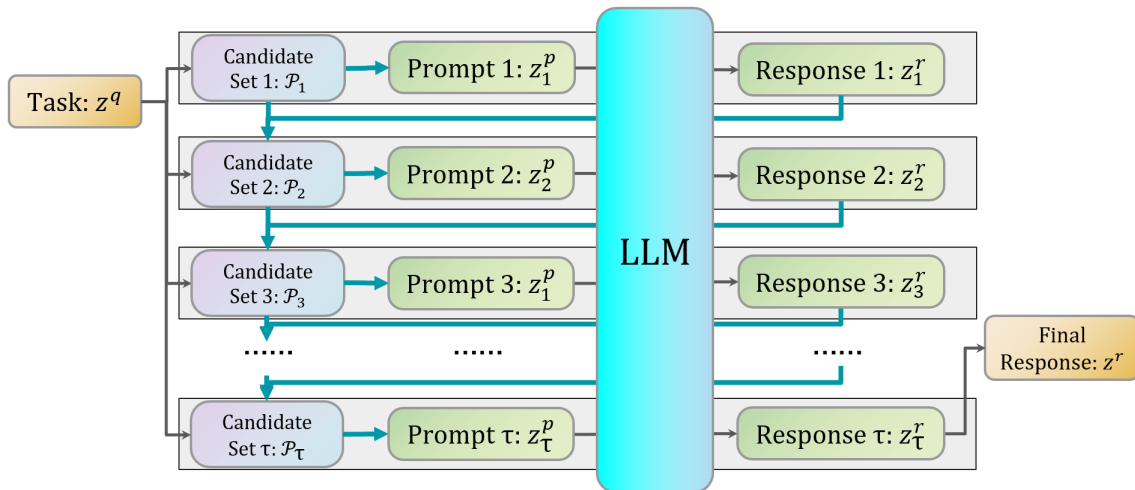 Task: z^q
Candidate
Set 1: 𝒫_1
Prompt 1: z_1^p
Response 1: z_1^r
Candidate
Set 2: 𝒫_2
Prompt 2: z_2^p
Response 2: z_2^r
LLM
Candidate
Set 3: 𝒫_3
Prompt 3: z_1^p
Response 3: z_3^r
...... ...... ......
Final
Response: z^r
Candidate
Set τ: 𝒫_τ
Prompt τ: z_τ^p
Response τ: z_τ^r